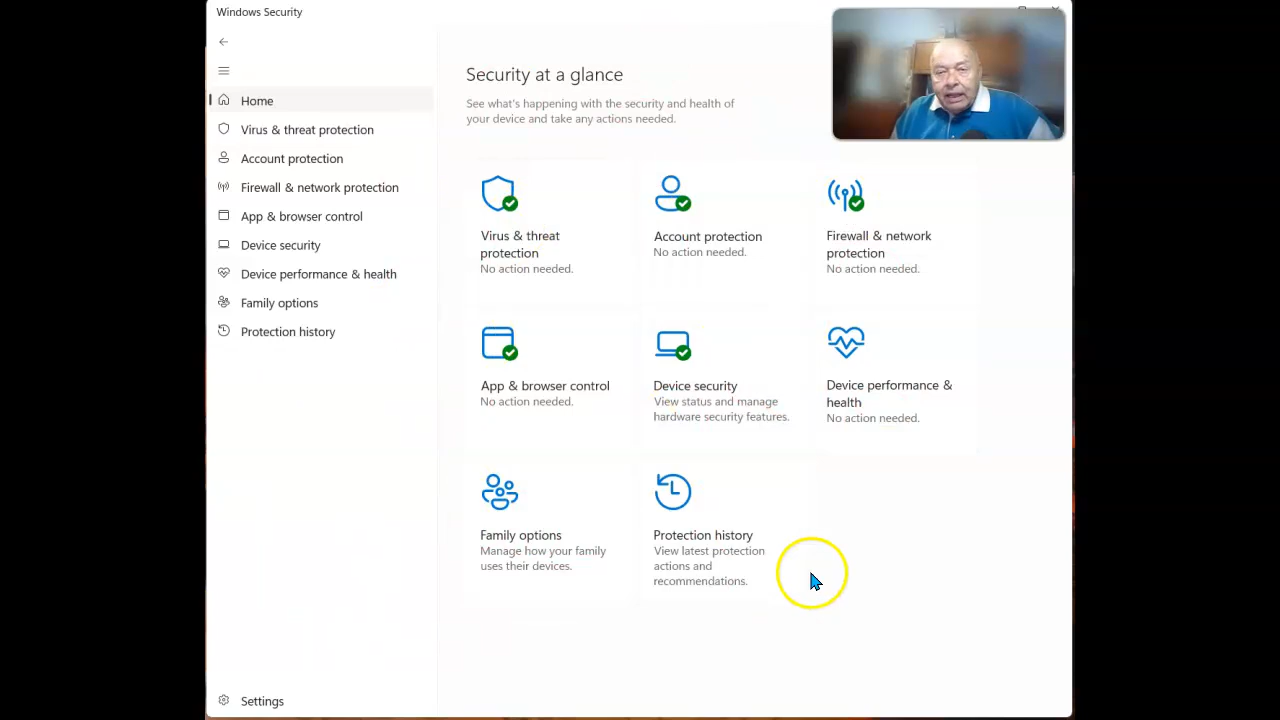 Windows Security
Home
Virus & threat protection
Account protection
Firewall & network protection
App & browser control
Device security
Device performance & health
Family options
Protection history
Settings
Security at a glance
See what's happening with the security and health of
your device and take any actions needed.
Virus & threat
protection
No action needed.
Account protection
No action needed.
Firewall & network
protection
No action needed.
App & browser control
No action needed.
Device security
View status and manage
hardware security features.
Device performance &
health
No action needed.
Family options
Manage how your family
uses their devices.
Protection history
View latest protection
actions and
recommendations.